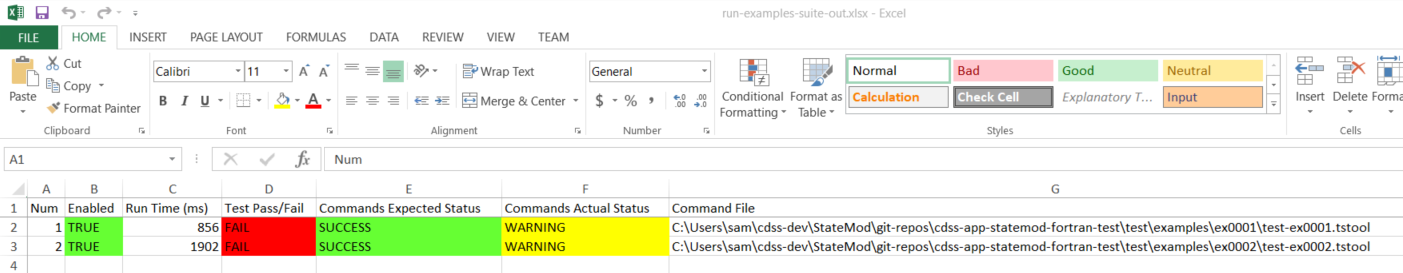 run-examples-suite-out.xlsx - Excel
FILE HOME INSERT PAGE LAYOUT FORMULAS DATA REVIEW VIEW TEAM
Paste
Cut
Copy
Format Painter
Clipboard
Calibri 11
B I U A
Font
Wrap Text
Merge & Center
Alignment
General
$ % , .00 .0
Number
Conditional Formatting
Format as Table
Normal Bad Good Neutral
Calculation Check Cell Explanatory T... Input
Styles
Insert Delete Forma
Cells
A1 fx Num
A B C D E F G
1 Num Enabled Run Time (ms) Test Pass/Fail Commands Expected Status Commands Actual Status Command File
2 1 TRUE 856 FAIL SUCCESS WARNING C:\Users\sam\cdss-dev\StateMod\git-repos\cdss-app-statemod-fortran-test\test\examples\ex0001\test-ex0001.tstool
3 2 TRUE 1902 FAIL SUCCESS WARNING C:\Users\sam\cdss-dev\StateMod\git-repos\cdss-app-statemod-fortran-test\test\examples\ex0002\test-ex0002.tstool
4